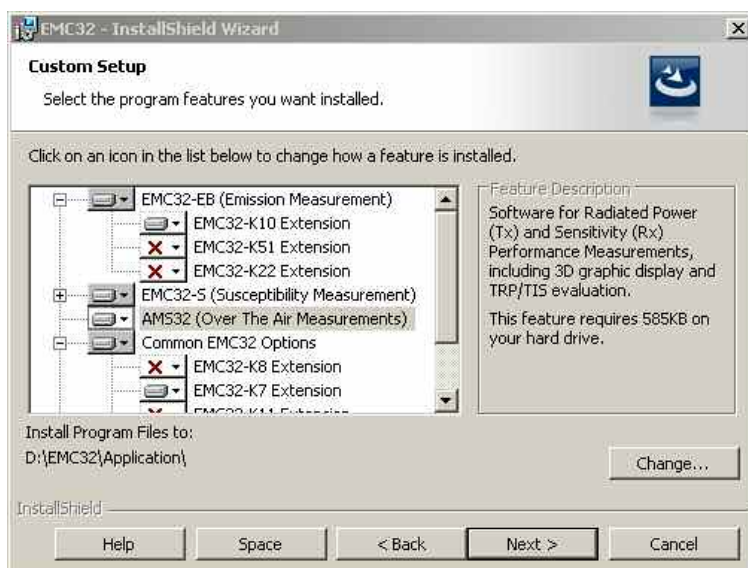 EMC32 - InstallShield Wizard
Custom Setup
Select the program features you want installed.
Click on an icon in the list below to change how a feature is installed.
EMC32-EB (Emission Measurement)
EMC32-K10 Extension
EMC32-K51 Extension
EMC32-K22 Extension
EMC32-S (Susceptibility Measurement)
AMS32 (Over The Air Measurements)
Common EMC32 Options
EMC32-K8 Extension
EMC32-K7 Extension
EMC32-K11 Extension
Feature Description
Software for Radiated Power
(Tx) and Sensitivity (Rx)
Performance Measurements,
including 3D graphic display and
TRP/TIS evaluation.
This feature requires 585KB on
your hard drive.
Install Program Files to:
D:\EMC32\Application\
Change...
InstallShield
Help
Space
< Back
Next >
Cancel